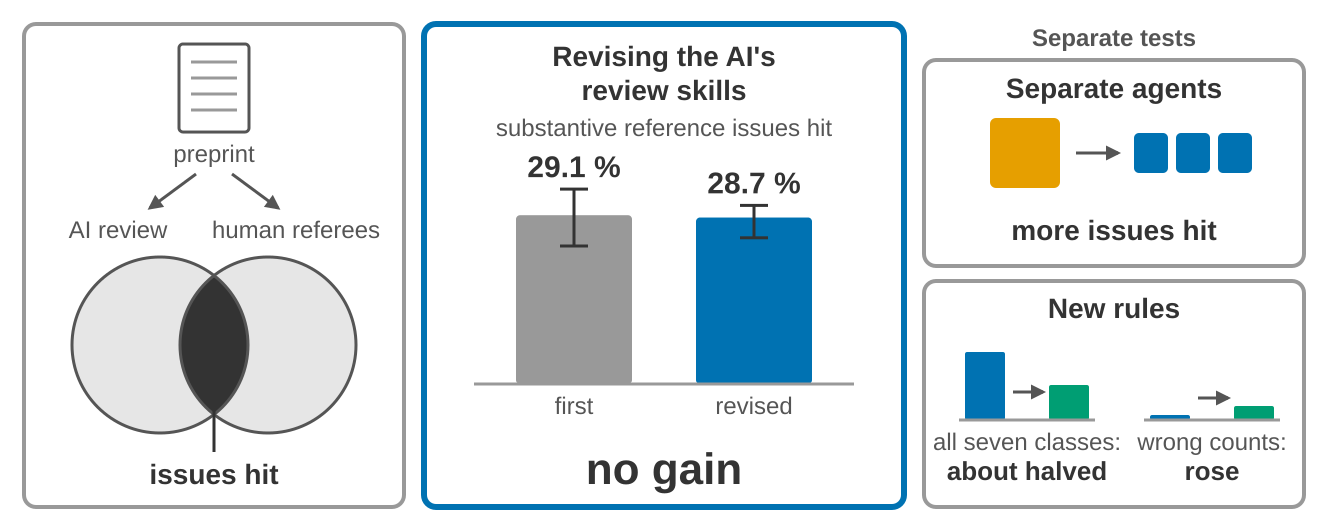 preprint
AI review
human referees
issues hit
Revising the AI's
review skills
substantive reference issues hit
29.1 %
28.7 %
first
revised
no gain
Separate tests
Separate agents
more issues hit
New rules
all seven classes:
about halved
wrong counts:
rose